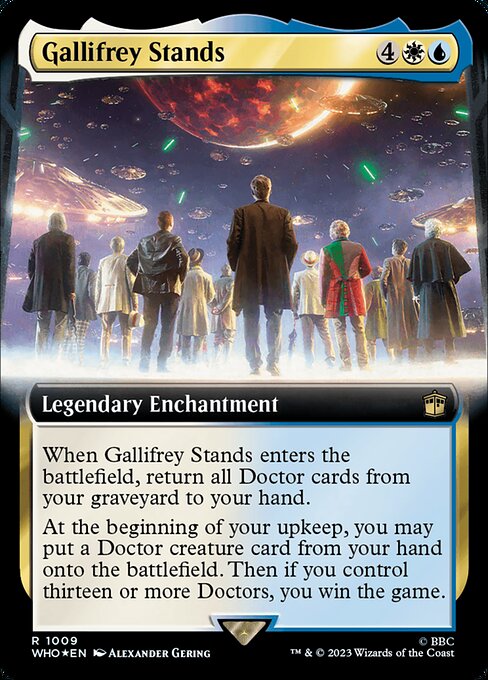 Gallifrey Stands 4
Legendary Enchantment
When Gallifrey Stands enters the
battlefield, return all Doctor cards from
your graveyard to your hand.
At the beginning of your upkeep, you may
put a Doctor creature card from your hand
onto the battlefield. Then if you control
thirteen or more Doctors, you win the game.
R 1009 © BBC
WHO★EN Alexander Gering ™ & © 2023 Wizards of the Coast